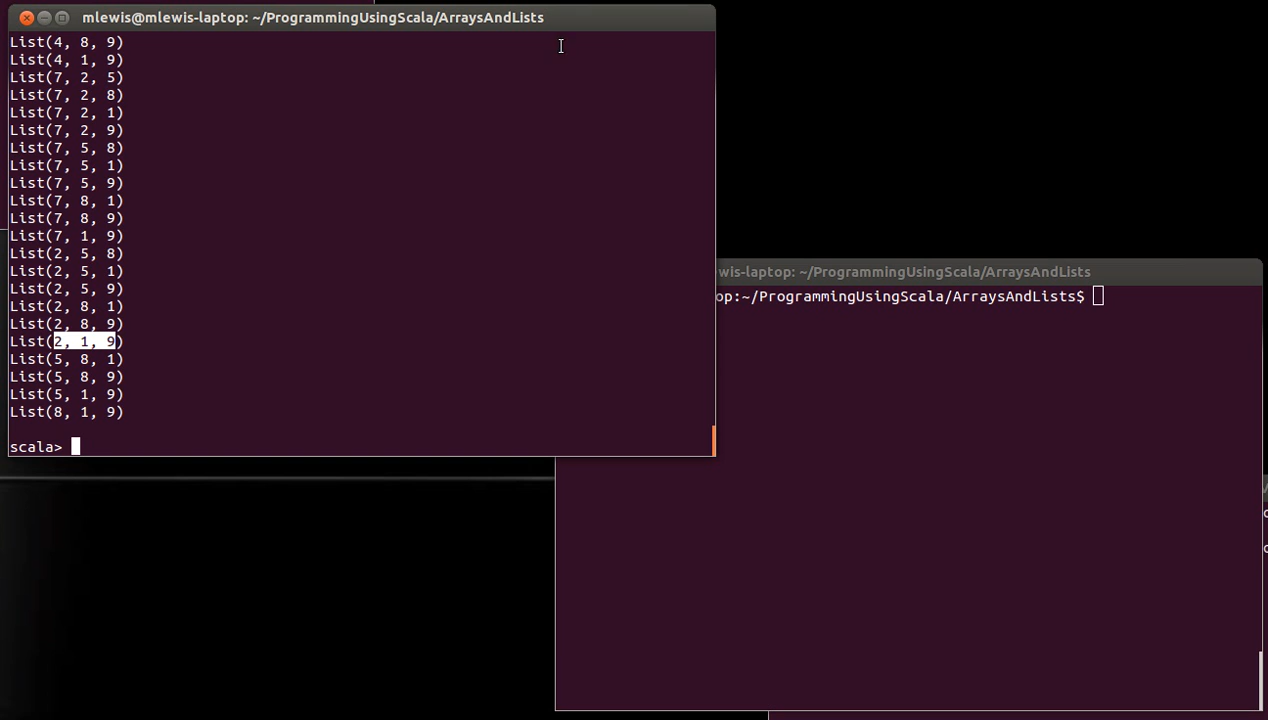 mlewis@mlewis-laptop: ~/ProgrammingUsingScala/ArraysAndLists
List(4, 8, 9)
List(4, 1, 9)
List(7, 2, 5)
List(7, 2, 8)
List(7, 2, 1)
List(7, 2, 9)
List(7, 5, 8)
List(7, 5, 1)
List(7, 5, 9)
List(7, 8, 1)
List(7, 8, 9)
List(7, 1, 9)
List(2, 5, 8)
List(2, 5, 1)
List(2, 5, 9)
List(2, 8, 1)
List(2, 8, 9)
List(2, 1, 9)
List(5, 8, 1)
List(5, 8, 9)
List(5, 1, 9)
List(8, 1, 9)
scala>
wis-laptop: ~/ProgrammingUsingScala/ArraysAndLists
op:~/ProgrammingUsingScala/ArraysAndLists$